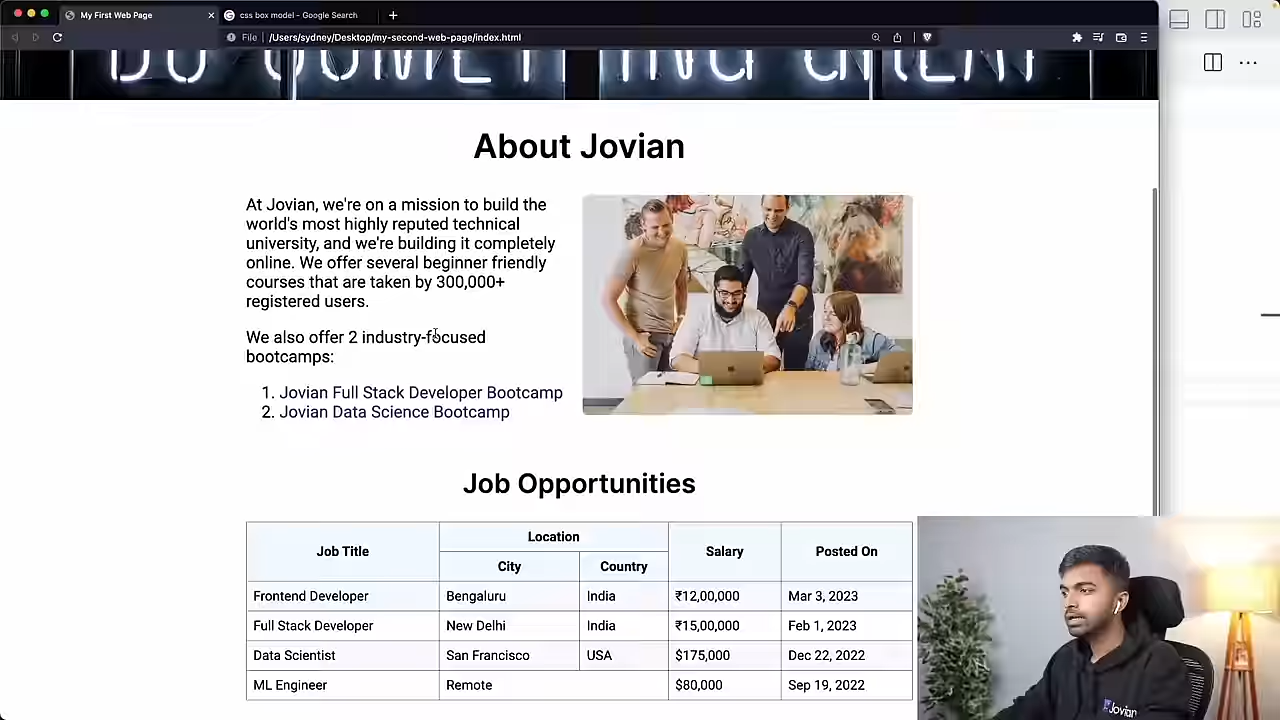 My First Web Page
css box model - Google Search
File
/Users/sydney/Desktop/my-second-web-page/index.html
DO SOMETHING GREAT
About Jovian
At Jovian, we're on a mission to build the
world's most highly reputed technical
university, and we're building it completely
online. We offer several beginner friendly
courses that are taken by 300,000+
registered users.
We also offer 2 industry-focused
bootcamps:
1. Jovian Full Stack Developer Bootcamp
2. Jovian Data Science Bootcamp
Job Opportunities
Job Title Location Salary Posted On
City Country
Frontend Developer Bengaluru India ₹12,00,000 Mar 3, 2023
Full Stack Developer New Delhi India ₹15,00,000 Feb 1, 2023
Data Scientist San Francisco USA $175,000 Dec 22, 2022
ML Engineer Remote $80,000 Sep 19, 2022
Jovian